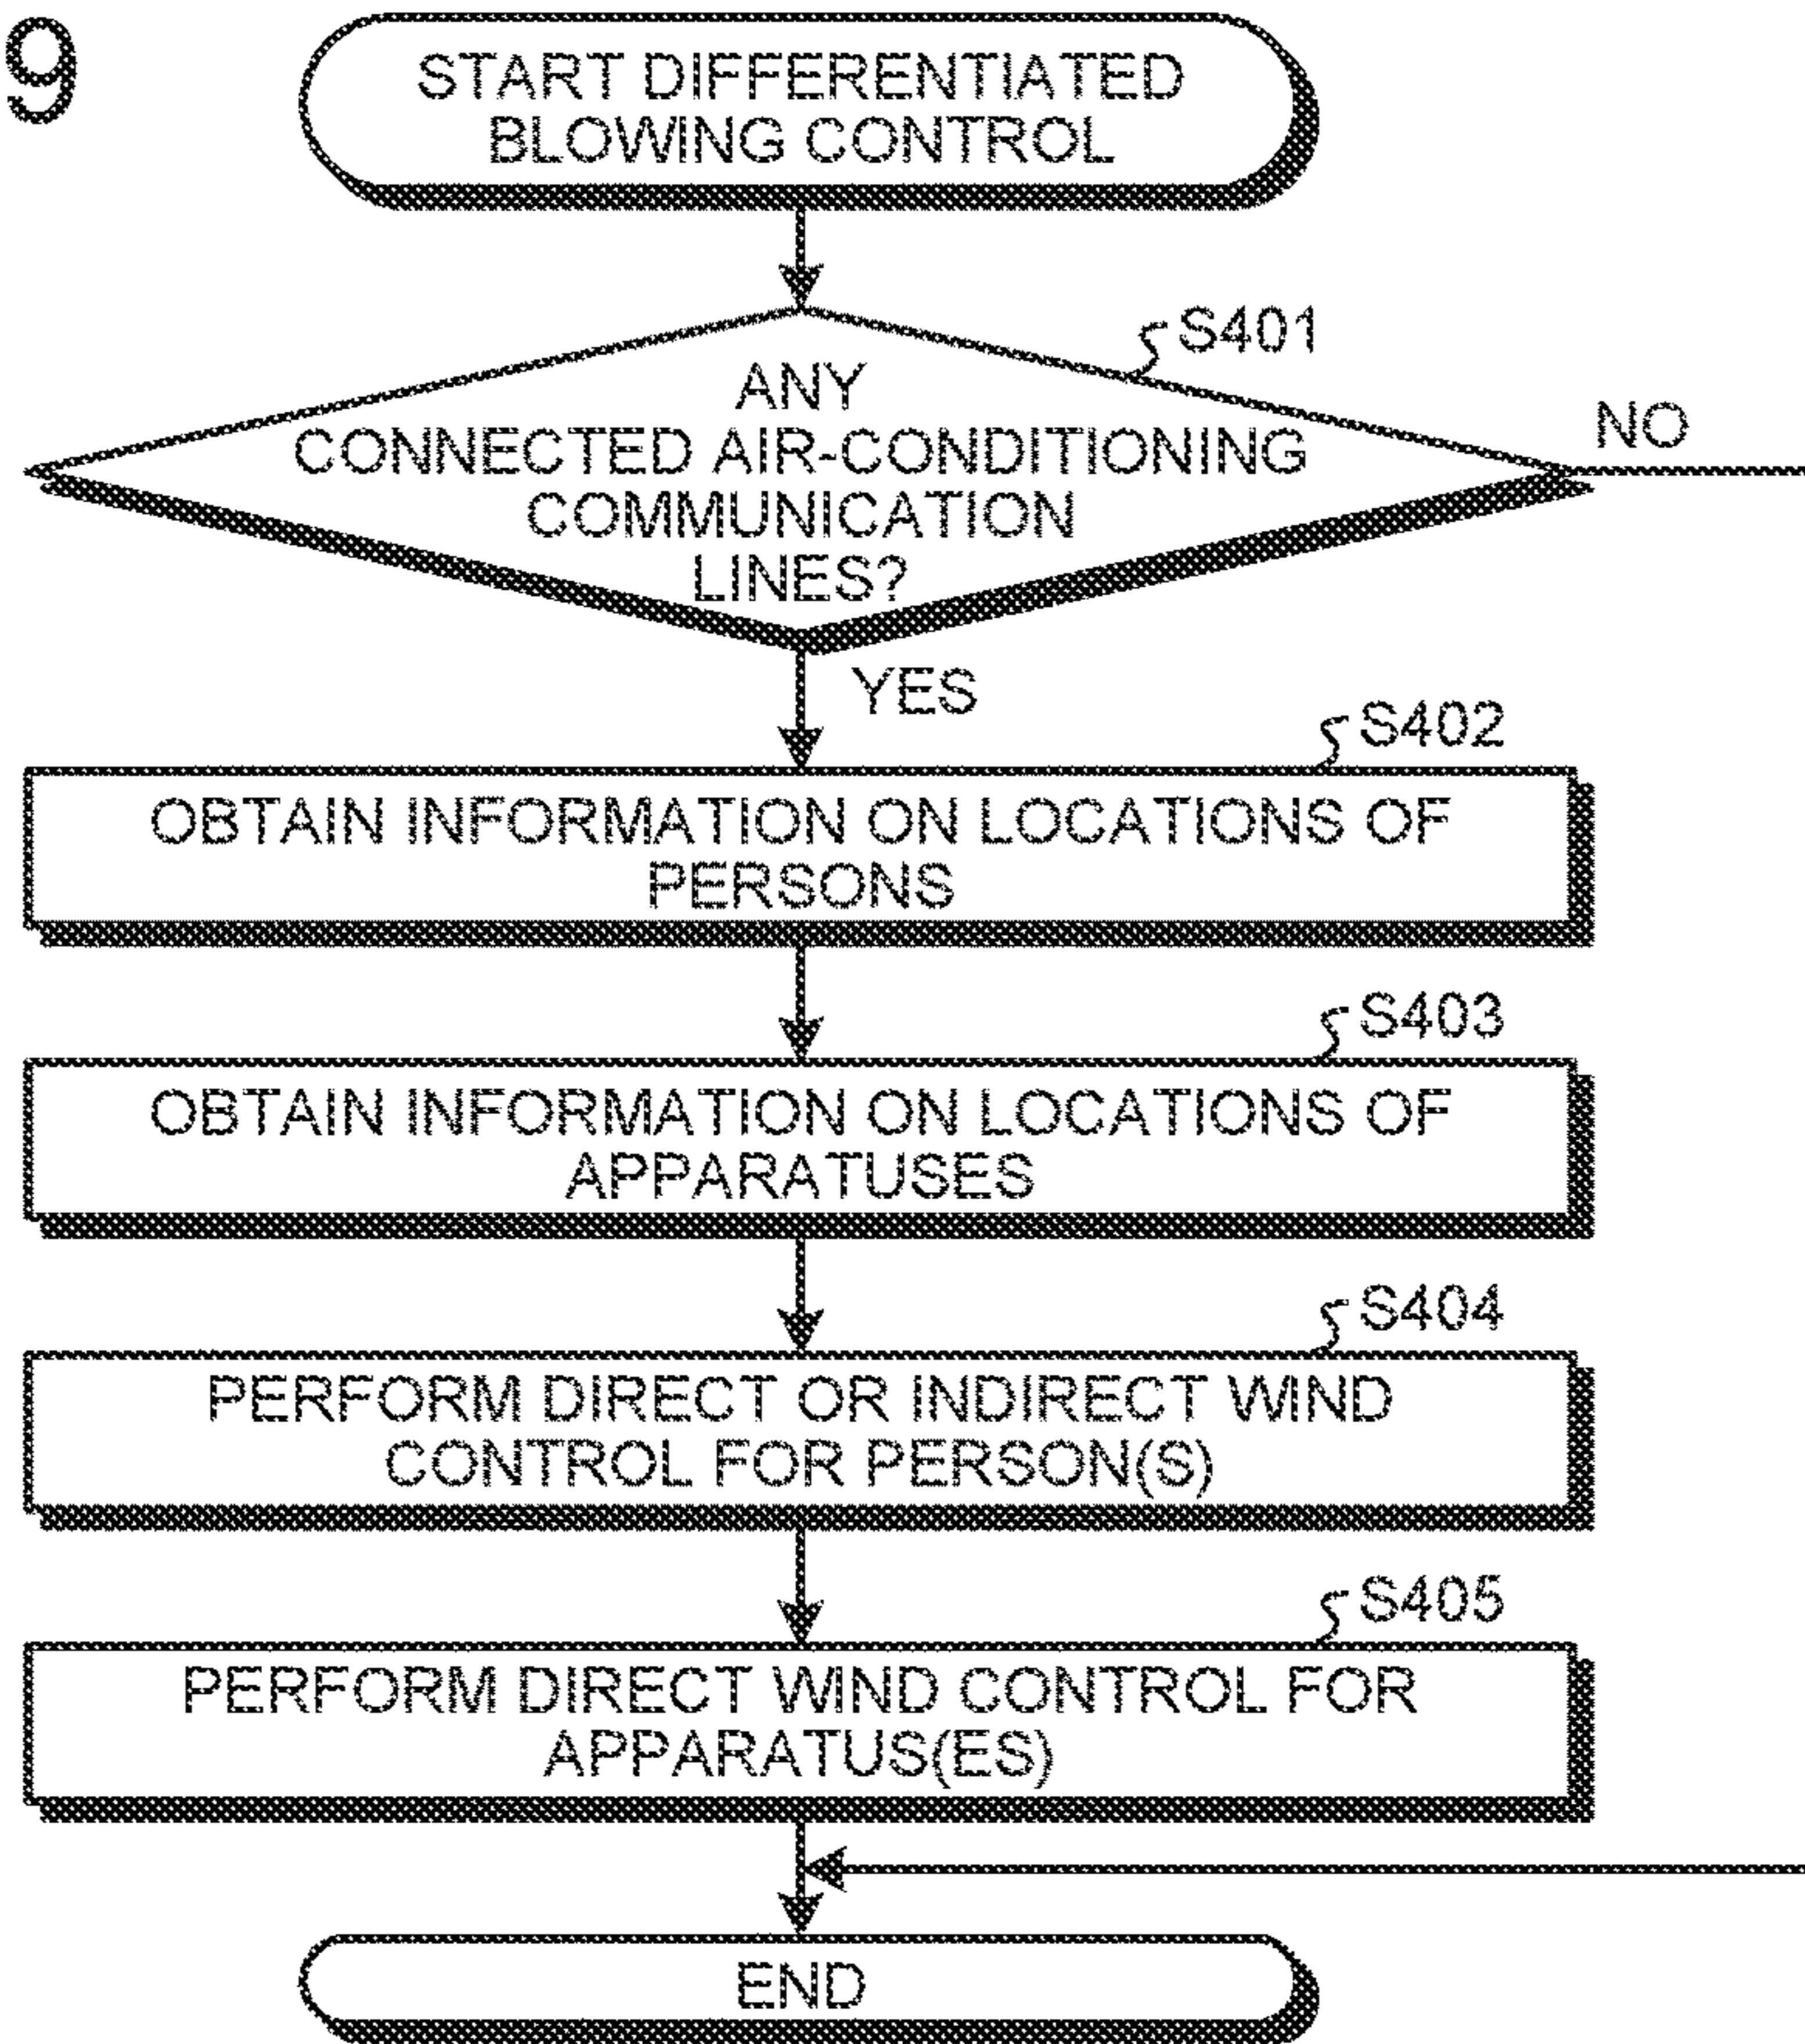 9
START DIFFERENTIATED
BLOWING CONTROL
S401
ANY
CONNECTED AIR-CONDITIONING
COMMUNICATION
LINES?
NO
YES
S402
OBTAIN INFORMATION ON LOCATIONS OF
PERSONS
S403
OBTAIN INFORMATION ON LOCATIONS OF
APPARATUSES
S404
PERFORM DIRECT OR INDIRECT WIND
CONTROL FOR PERSON(S)
S405
PERFORM DIRECT WIND CONTROL FOR
APPARATUS(ES)
END